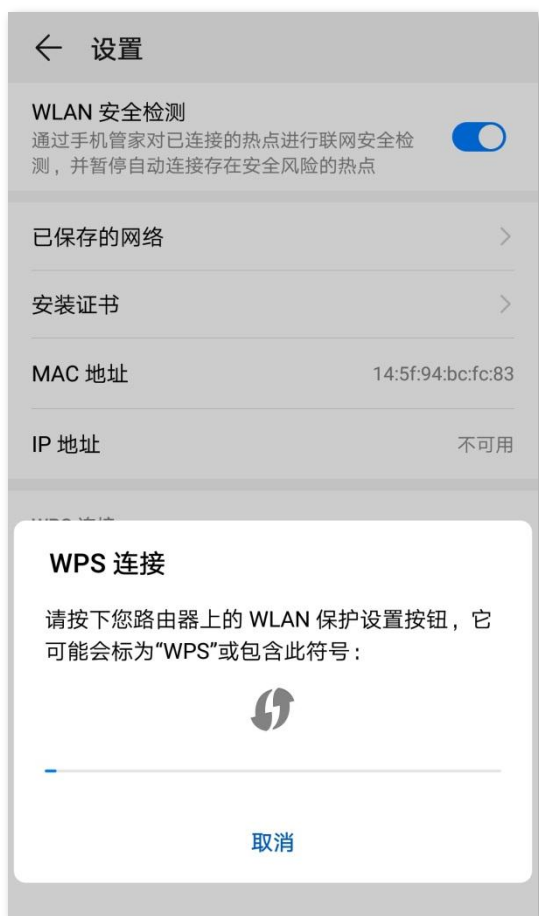 设置
WLAN 安全检测
通过手机管家对已连接的热点进行联网安全检
测，并暂停自动连接存在安全风险的热点
已保存的网络
安装证书
MAC 地址 14:5f:94:bc:fc:83
IP 地址 不可用
WPS 连接
WPS 连接
请按下您路由器上的 WLAN 保护设置按钮，它
可能会标为“WPS”或包含此符号：
取消